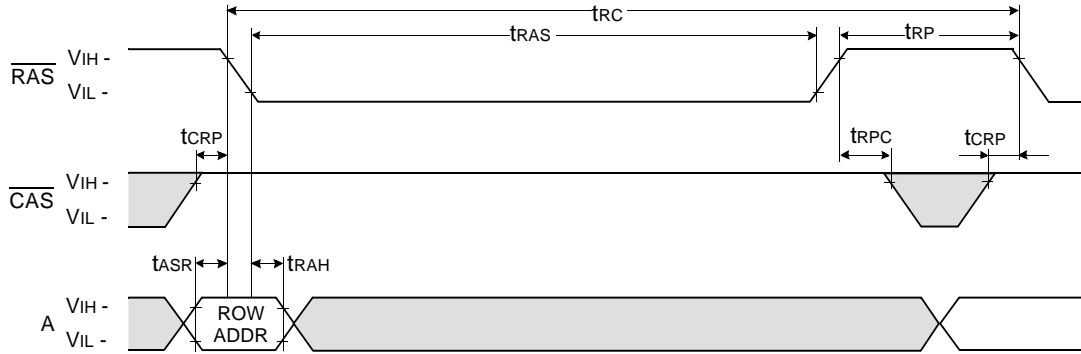 tRC
tRAS
tRP
RAS
VIH -
VIL -
tCRP
tRPC
tCRP
CAS
VIH -
VIL -
tASR
tRAH
A
VIH -
VIL -
ROW
ADDR